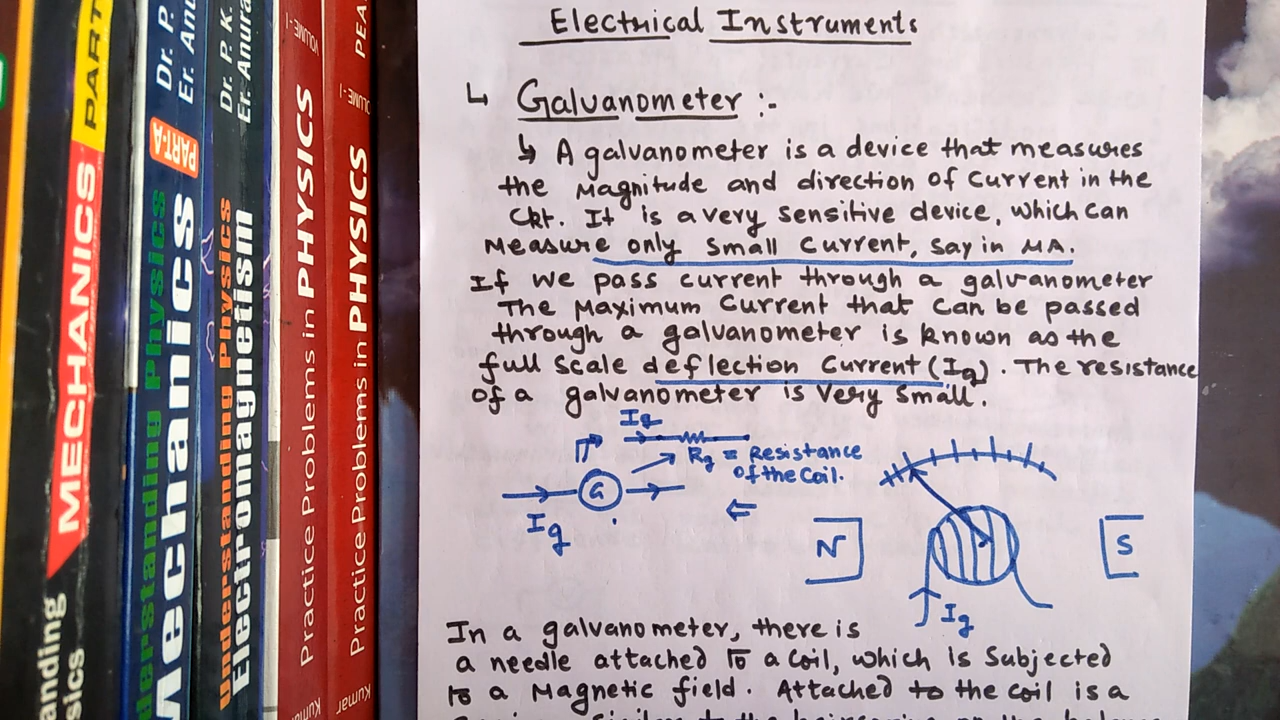 Electrical Instruments
↳ Galvanometer :-
↳ A galvanometer is a device that measures
the Magnitude and direction of Current in the
Ckt. It is a very sensitive device, which can
Measure only Small Current, Say in MA.
If we pass current through a galvanometer
The Maximum Current that Can be passed
through a galvanometer is known as the
full Scale deflection Current (Ig). The resistance
of a galvanometer is Very Small.
Ig
Rg = Resistance
of the Coil.
G
Ig
N
S
Ig
In a galvanometer, there is
a needle attached to a coil, which is Subjected
to a Magnetic field. Attached to the coil is a
MECHANICS PART
anding
sics
Understanding Physics
Mechanics PART-A
Dr. P.
Er. Anu
Understanding Physics
Electromagnetism
Dr. P. K.
Er. Anura
Practice Problems in PHYSICS
VOLUME - I
Kumar
Practice Problems in PHYSICS
OLUME - I
PEA
Kumar